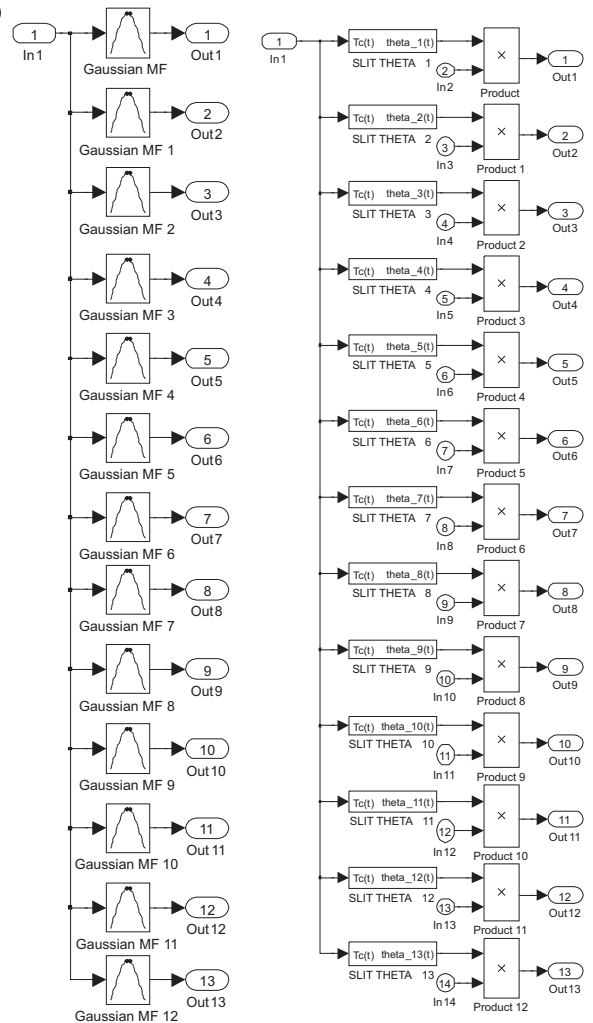 )
1
In 1
Gaussian MF
1
Out 1
Gaussian MF 1
2
Out2
Gaussian MF 2
3
Out3
Gaussian MF 3
4
Out4
Gaussian MF 4
5
Out5
Gaussian MF 5
6
Out6
Gaussian MF 6
7
Out7
Gaussian MF 7
8
Out8
Gaussian MF 8
9
Out9
Gaussian MF 9
10
Out10
Gaussian MF 10
11
Out 11
Gaussian MF 11
12
Out12
Gaussian MF 12
13
Out13
1
In1
Tc(t) theta_1(t)
SLIT THETA 1
2
In2
×
Product
1
Out1
Tc(t) theta_2(t)
SLIT THETA 2
3
In3
×
Product 1
2
Out2
Tc(t) theta_3(t)
SLIT THETA 3
4
In4
×
Product 2
3
Out3
Tc(t) theta_4(t)
SLIT THETA 4
5
In5
×
Product 3
4
Out4
Tc(t) theta_5(t)
SLIT THETA 5
6
In6
×
Product 4
5
Out5
Tc(t) theta_6(t)
SLIT THETA 6
7
In7
×
Product 5
6
Out6
Tc(t) theta_7(t)
SLIT THETA 7
8
In8
×
Product 6
7
Out7
Tc(t) theta_8(t)
SLIT THETA 8
9
In9
×
Product 7
8
Out8
Tc(t) theta_9(t)
SLIT THETA 9
10
In10
×
Product 8
9
Out9
Tc(t) theta_10(t)
SLIT THETA 10
11
In11
×
Product 9
10
Out10
Tc(t) theta_11(t)
SLIT THETA 11
12
In12
×
Product 10
11
Out 11
Tc(t) theta_12(t)
SLIT THETA 12
13
In13
×
Product 11
12
Out12
Tc(t) theta_13(t)
SLIT THETA 13
14
In14
×
Product 12
13
Out13